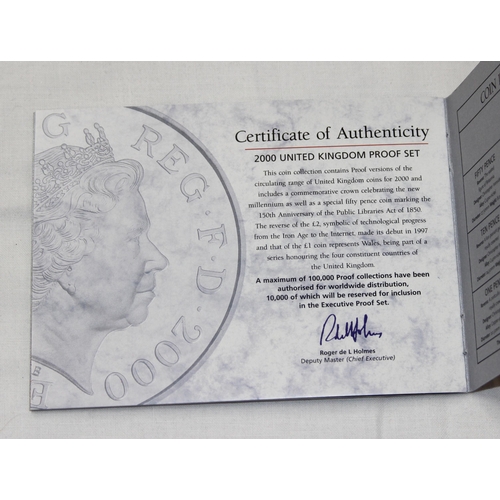 G REG · F · D · 2000
Certificate of Authenticity
2000 UNITED KINGDOM PROOF SET
This coin collection contains Proof versions of the
circulating range of United Kingdom coins for 2000 and
includes a commemorative crown celebrating the new
millennium as well as a special fifty pence coin marking the
150th Anniversary of the Public Libraries Act of 1850.
The reverse of the £2, symbolic of technological progress
from the Iron Age to the Internet, made its debut in 1997
and that of the £1 coin represents Wales, being part of a
series honouring the four constituent countries of
the United Kingdom.
A maximum of 100,000 Proof collections have been
authorised for worldwide distribution,
10,000 of which will be reserved for inclusion
in the Executive Proof Set.
Roger de L Holmes
Deputy Master (Chief Executive)
COIN
FIFTY PENCE
TEN PEN